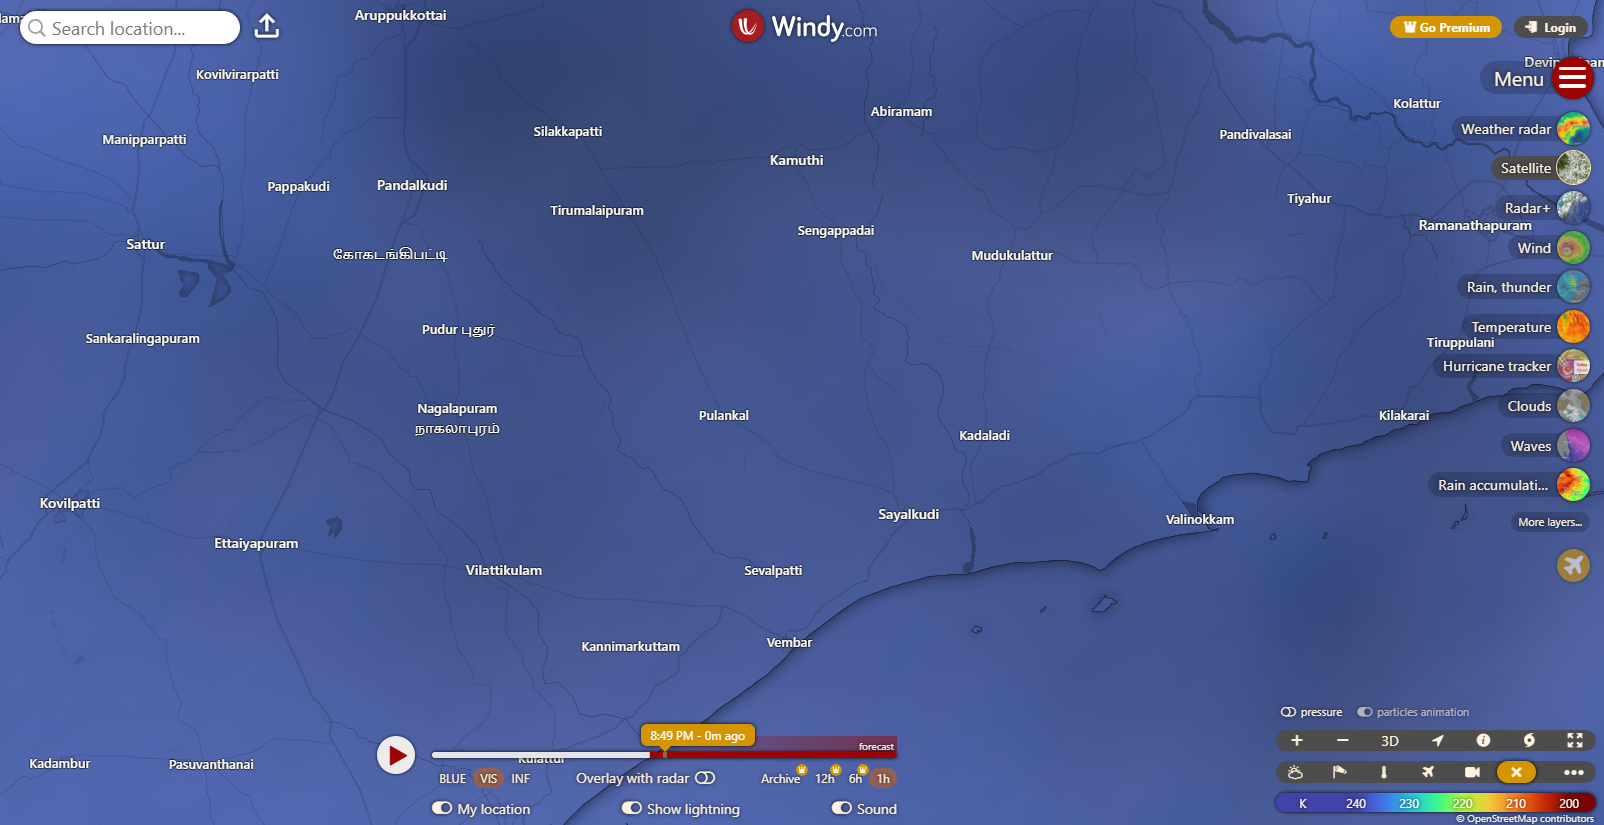 Search location...
Windy.com
Go Premium
Login
Menu
Weather radar
Satellite
Radar+
Wind
Rain, thunder
Temperature
Hurricane tracker
Clouds
Waves
Rain accumulati...
More layers...
Aruppukkottai
Kovilvirarpatti
Kolattur
Abiramam
Silakkapatti
Pandivalasai
Manipparpatti
Kamuthi
Pappakudi
Pandalkudi
Tiyahur
Tirumalaipuram
Ramanathapuram
Sengappadai
Sattur
கோகடங்கிபட்டி
Mudukulattur
Pudur புதுர்
Sankaralingapuram
Tiruppulani
Nagalapuram
நாகலாபுரம்
Pulankal
Kilakarai
Kadaladi
Kovilpatti
Sayalkudi
Valinokkam
Ettaiyapuram
Vilattikulam
Sevalpatti
Vembar
Kannimarkuttam
Kadambur
Pasuvanthanai
Kulattur
8:49 PM - 0m ago
forecast
BLUE VIS INF
Overlay with radar
Archive 12h 6h 1h
My location
Show lightning
Sound
pressure
particles animation
3D
K 240 230 220 210 200
© OpenStreetMap contributors